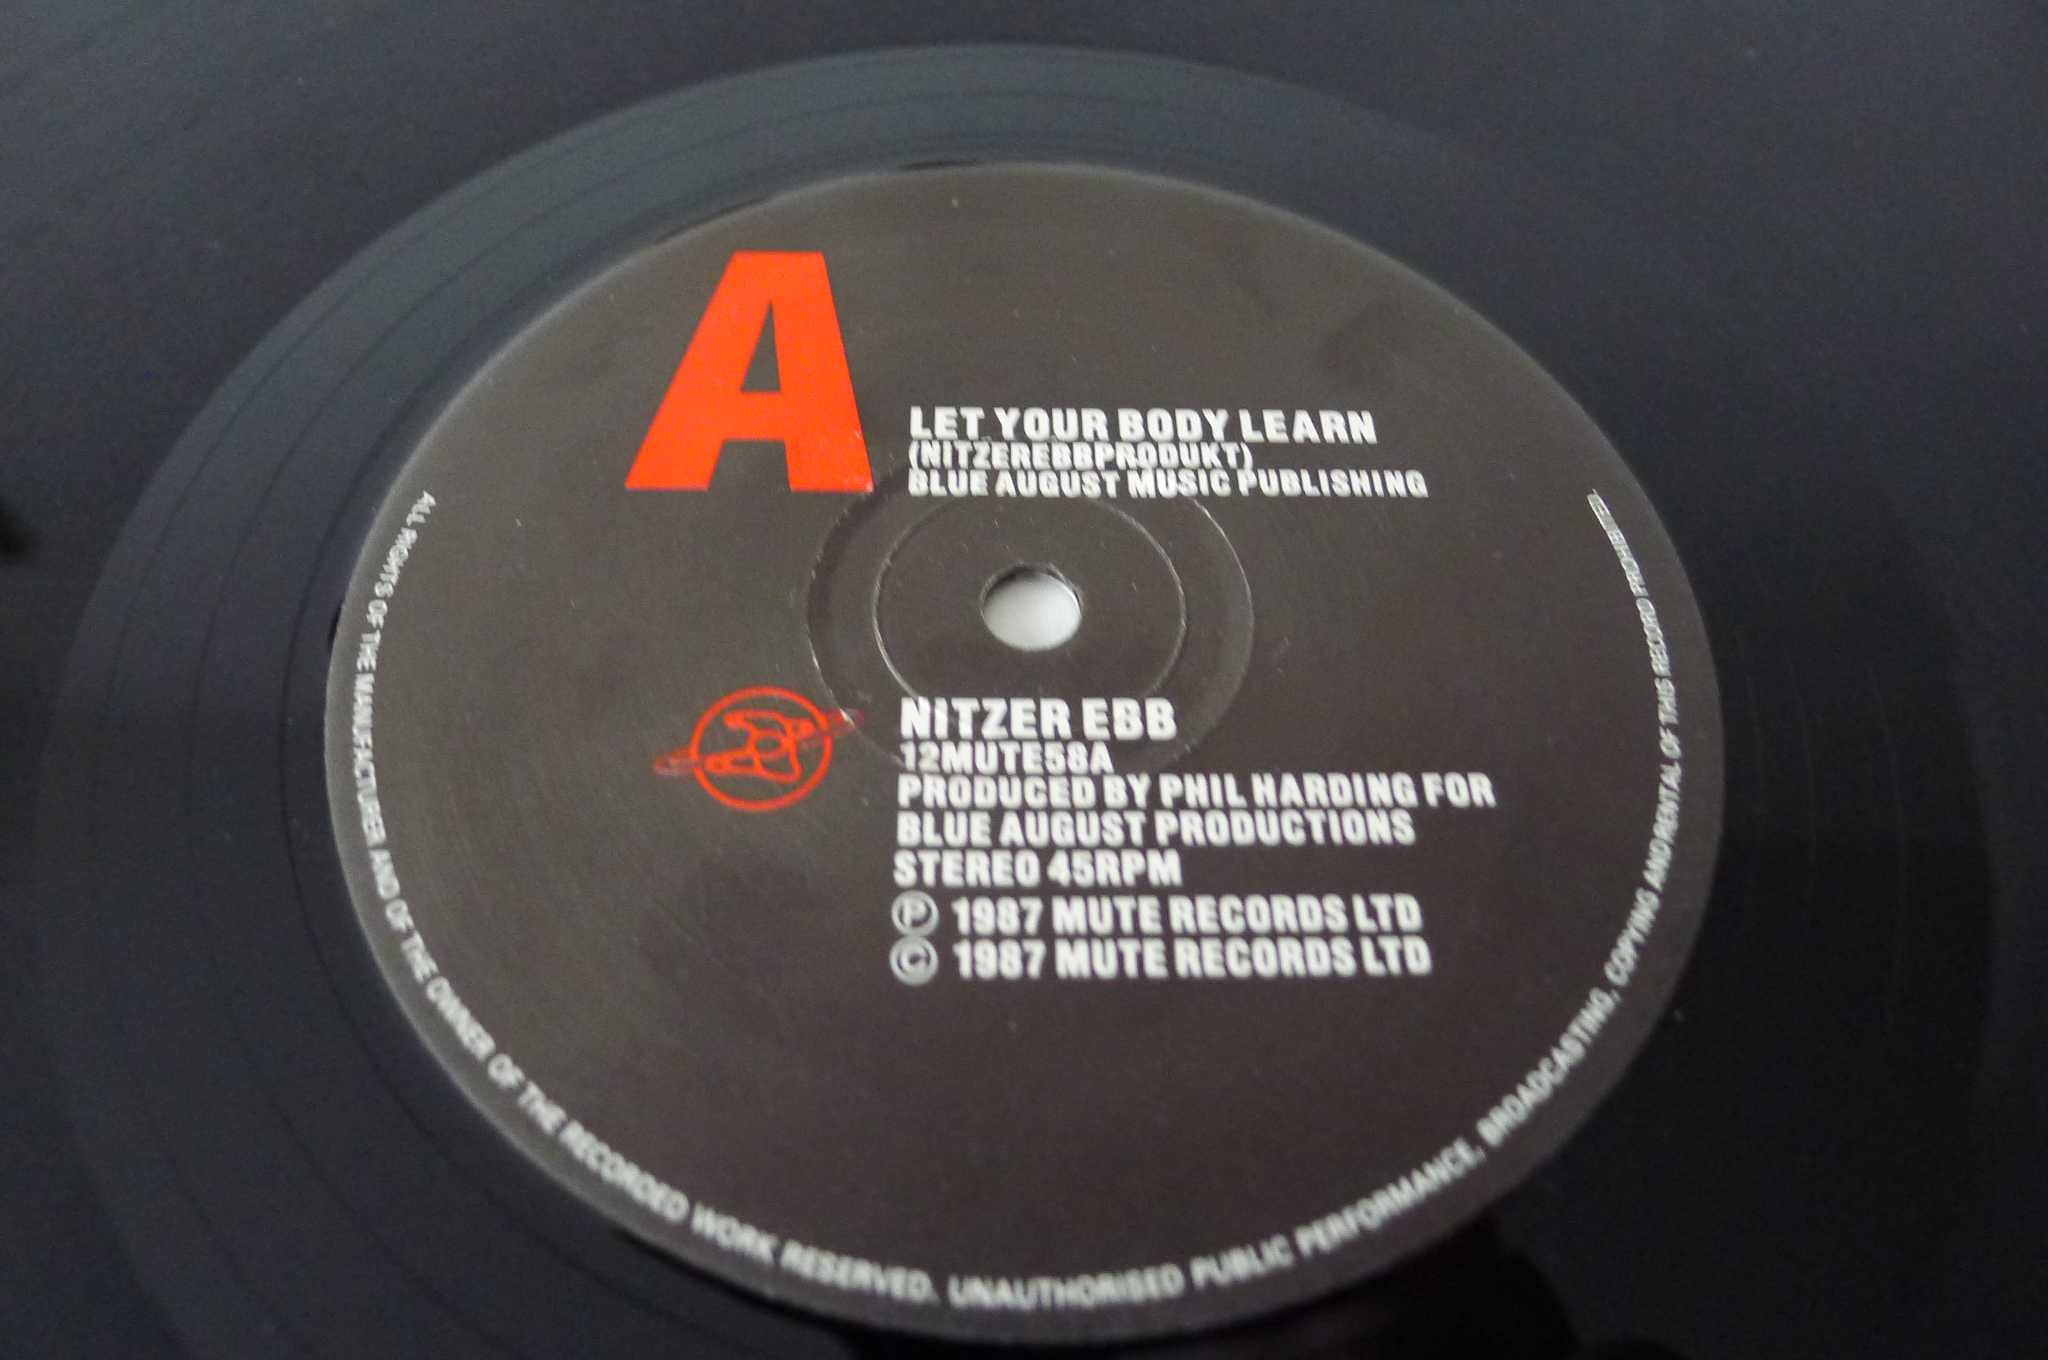 A
LET YOUR BODY LEARN
(NITZEREBBPRODUKT)
BLUE AUGUST MUSIC PUBLISHING
NITZER EBB
12MUTE58A
PRODUCED BY PHIL HARDING FOR
BLUE AUGUST PRODUCTIONS
STEREO 45RPM
Ⓟ 1987 MUTE RECORDS LTD
© 1987 MUTE RECORDS LTD
ALL RIGHTS OF THE MANUFACTURER AND OF THE OWNER OF THE RECORDED WORK RESERVED. UNAUTHORISED PUBLIC PERFORMANCE, BROADCASTING, COPYING AND RENTAL OF THIS RECORD PROHIBITED